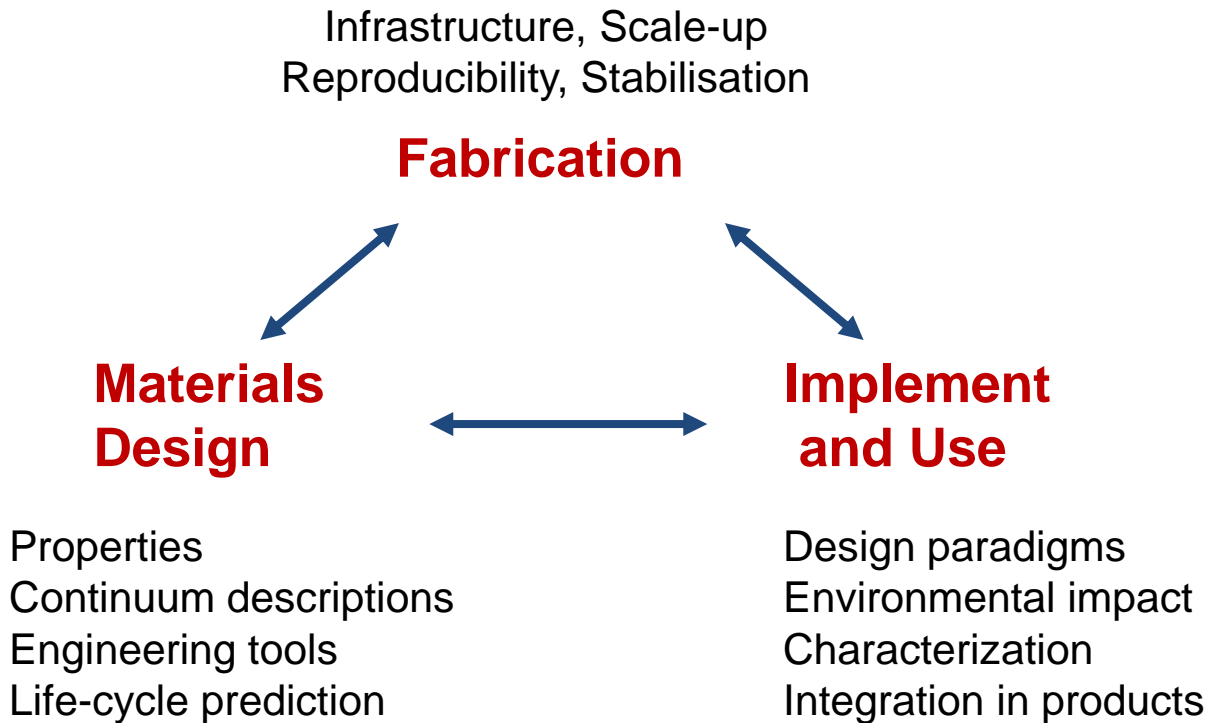 Infrastructure, Scale-up
Reproducibility, Stabilisation
Fabrication
Materials
Design
Implement
and Use
Properties
Continuum descriptions
Engineering tools
Life-cycle prediction
Design paradigms
Environmental impact
Characterization
Integration in products